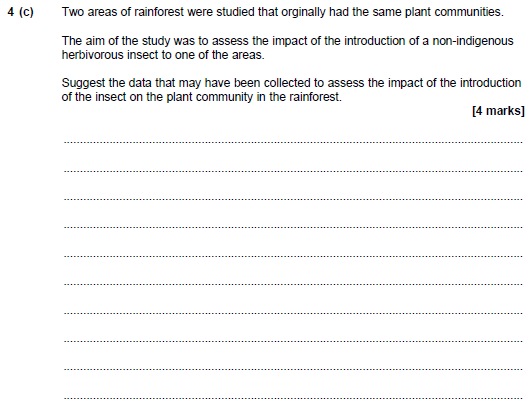 4 (c) Two areas of rainforest were studied that orginally had the same plant communities.
The aim of the study was to assess the impact of the introduction of a non-indigenous
herbivorous insect to one of the areas.
Suggest the data that may have been collected to assess the impact of the introduction
of the insect on the plant community in the rainforest.
[4 marks]